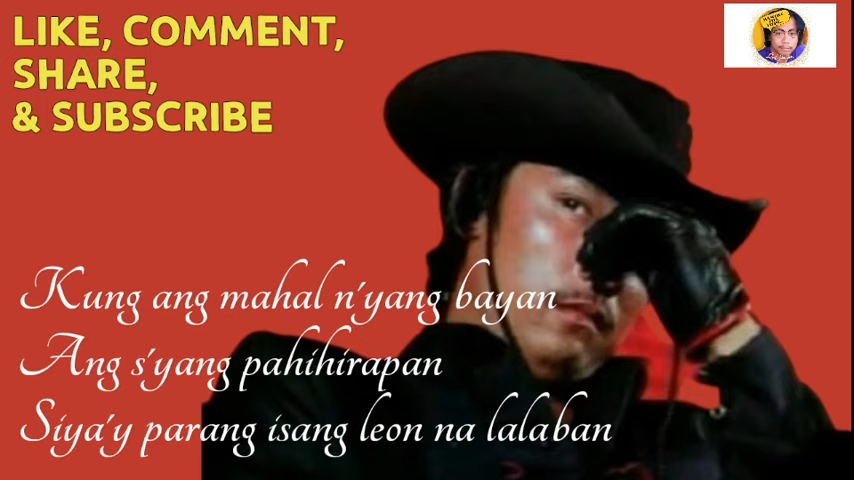 LIKE, COMMENT,
SHARE,
& SUBSCRIBE
Kung ang mahal n'yang bayan
Ang s'yang pahihirapan
Siya'y parang isang leon na lalaban